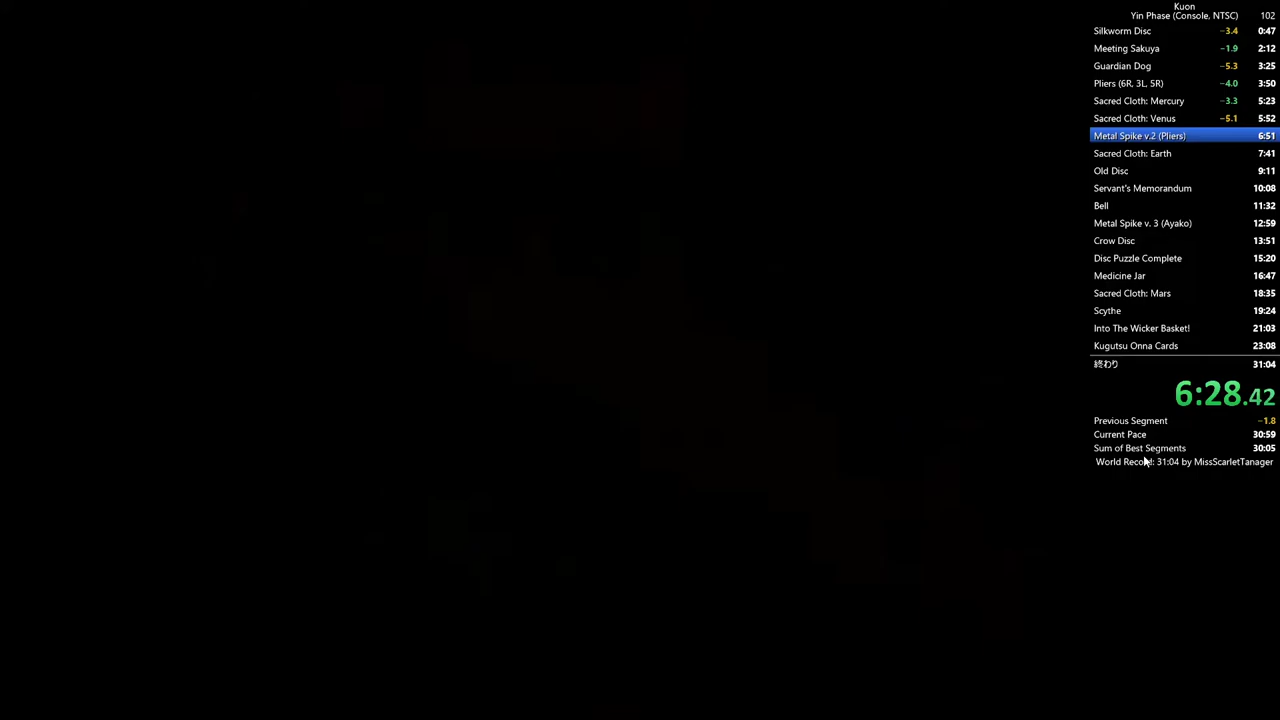 Kuon
Yin Phase (Console, NTSC) 102
Silkworm Disc −3.4 0:47
Meeting Sakuya −1.9 2:12
Guardian Dog −5.3 3:25
Pliers (6R, 3L, 5R) −4.0 3:50
Sacred Cloth: Mercury −3.3 5:23
Sacred Cloth: Venus −5.1 5:52
Metal Spike v.2 (Pliers) 6:51
Sacred Cloth: Earth 7:41
Old Disc 9:11
Servant's Memorandum 10:08
Bell 11:32
Metal Spike v. 3 (Ayako) 12:59
Crow Disc 13:51
Disc Puzzle Complete 15:20
Medicine Jar 16:47
Sacred Cloth: Mars 18:35
Scythe 19:24
Into The Wicker Basket! 21:03
Kugutsu Onna Cards 23:08
終わり 31:04
6:28.42
Previous Segment −1.8
Current Pace 30:59
Sum of Best Segments 30:05
World Record: 31:04 by MissScarletTanager